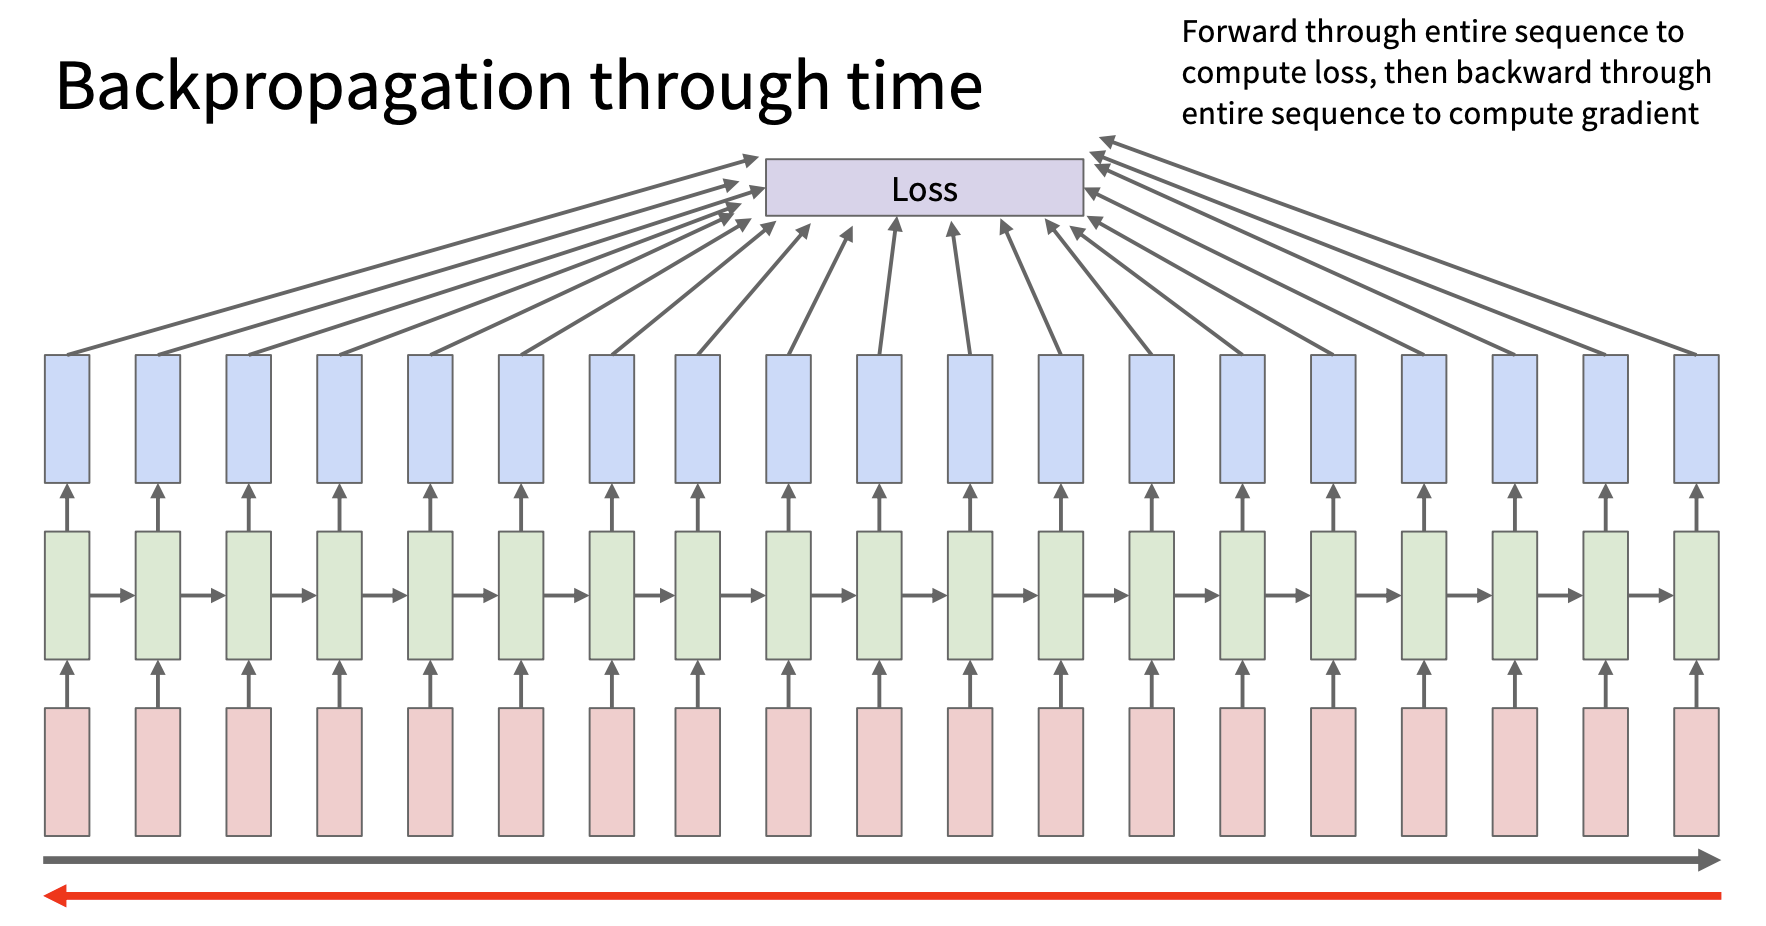 Backpropagation through time
Forward through entire sequence to
compute loss, then backward through
entire sequence to compute gradient
Loss